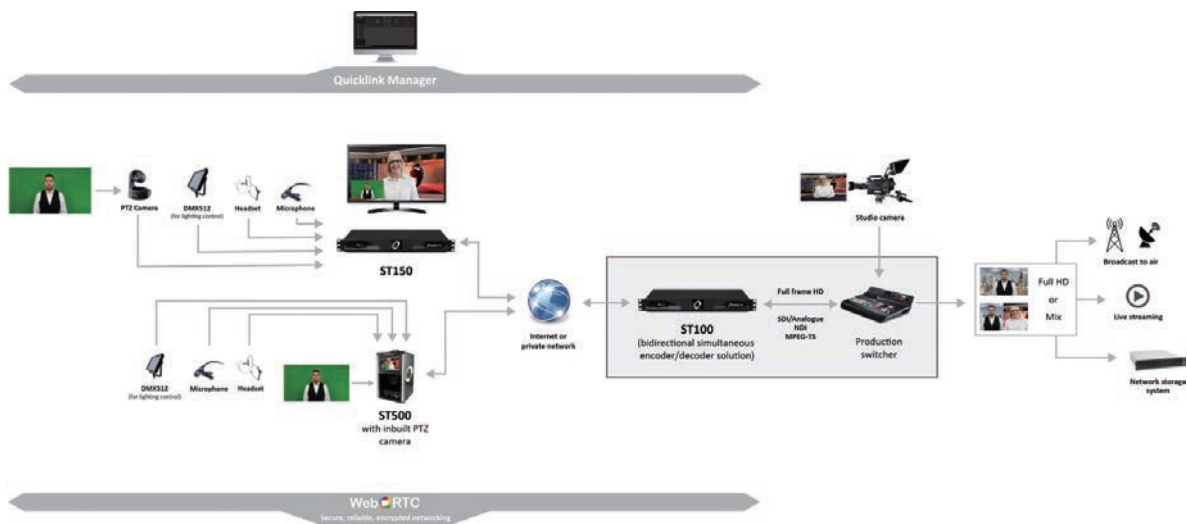 Quicklink Manager
PTZ Camera
DMX512
(for lighting control)
Headset
Microphone
ST150
Studio camera
Internet or
private network
ST100
(bidirectional simultaneous
encoder/decoder solution)
Full frame HD
SDI/Analogue
NDI
MPEG-TS
Production
switcher
Full HD
or
Mix
Broadcast to air
Live streaming
Network storage
system
DMX512
(for lighting control)
Microphone
Headset
ST500
with inbuilt PTZ
camera
Web RTC
Secure, reliable, encrypted networking